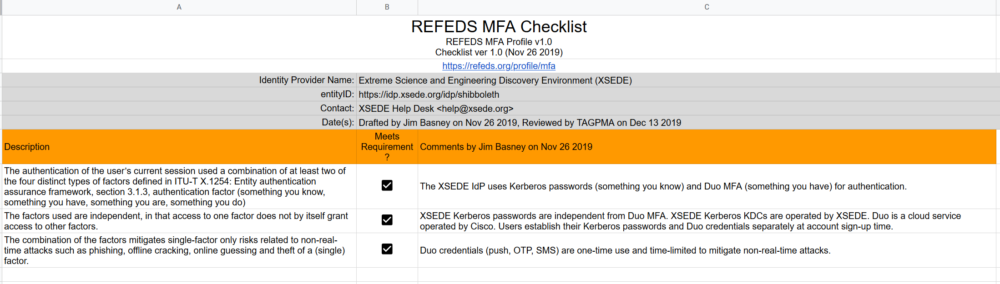 A
B
C
REFEDS MFA Checklist
REFEDS MFA Profile v1.0
Checklist ver 1.0 (Nov 26 2019)
https://refeds.org/profile/mfa
Identity Provider Name: Extreme Science and Engineering Discovery Environment (XSEDE)
entityID: https://idp.xsede.org/idp/shibboleth
Contact: XSEDE Help Desk <help@xsede.org>
Date(s): Drafted by Jim Basney on Nov 26 2019, Reviewed by TAGPMA on Dec 13 2019
Description
Meets
Requirement
?
Comments by Jim Basney on Nov 26 2019
The authentication of the user’s current session used a combination of at least two of
the four distinct types of factors defined in ITU-T X.1254: Entity authentication
assurance framework, section 3.1.3, authentication factor (something you know,
something you have, something you are, something you do)
The XSEDE IdP uses Kerberos passwords (something you know) and Duo MFA (something you have) for authentication.
The factors used are independent, in that access to one factor does not by itself grant
access to other factors.
XSEDE Kerberos passwords are independent from Duo MFA. XSEDE Kerberos KDCs are operated by XSEDE. Duo is a cloud service
operated by Cisco. Users establish their Kerberos passwords and Duo credentials separately at account sign-up time.
The combination of the factors mitigates single-factor only risks related to non-real-
time attacks such as phishing, offline cracking, online guessing and theft of a (single)
factor.
Duo credentials (push, OTP, SMS) are one-time use and time-limited to mitigate non-real-time attacks.